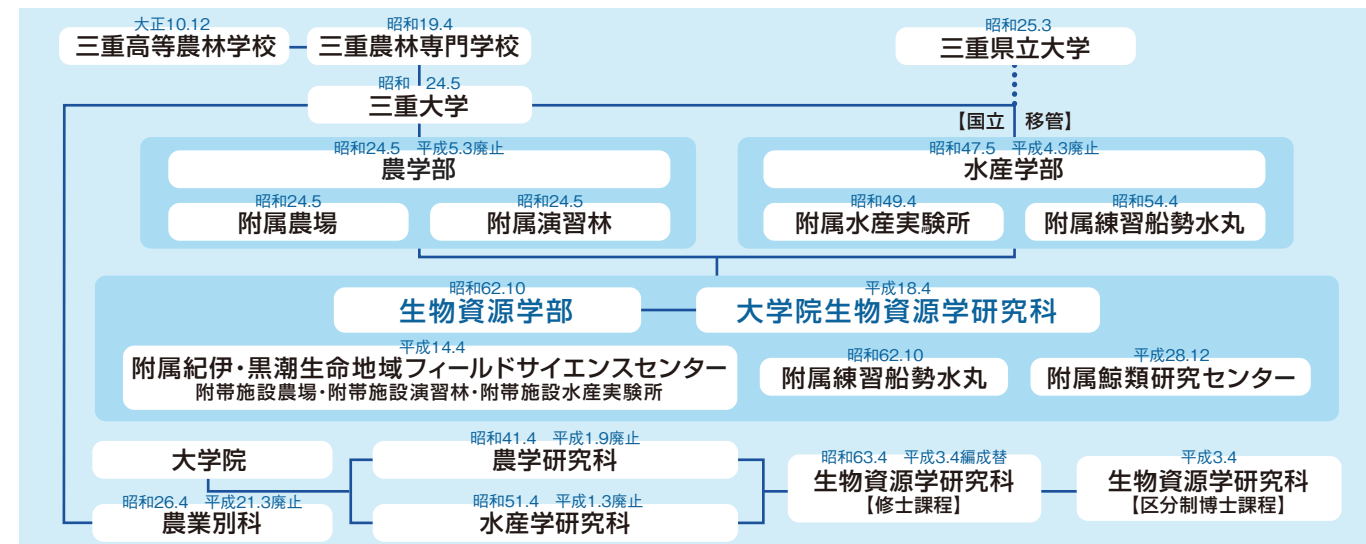 大正10.12
三重高等農林学校
昭和19.4
三重農林専門学校
昭和25.3
三重県立大学
昭和 24.5
三重大学
【国立 移管】
昭和24.5 平成5.3廃止
農学部
昭和24.5
附属農場
昭和24.5
附属演習林
昭和47.5 平成4.3廃止
水産学部
昭和49.4
附属水産実験所
昭和54.4
附属練習船勢水丸
昭和62.10
生物資源学部
平成18.4
大学院生物資源学研究科
平成14.4
附属紀伊・黒潮生命地域フィールドサイエンスセンター
附帯施設農場・附帯施設演習林・附帯施設水産実験所
昭和62.10
附属練習船勢水丸
平成28.12
附属鯨類研究センター
大学院
昭和26.4 平成21.3廃止
農業別科
昭和41.4 平成1.9廃止
農学研究科
昭和51.4 平成1.3廃止
水産学研究科
昭和63.4 平成3.4編成替
生物資源学研究科
【修士課程】
平成3.4
生物資源学研究科
【区分制博士課程】